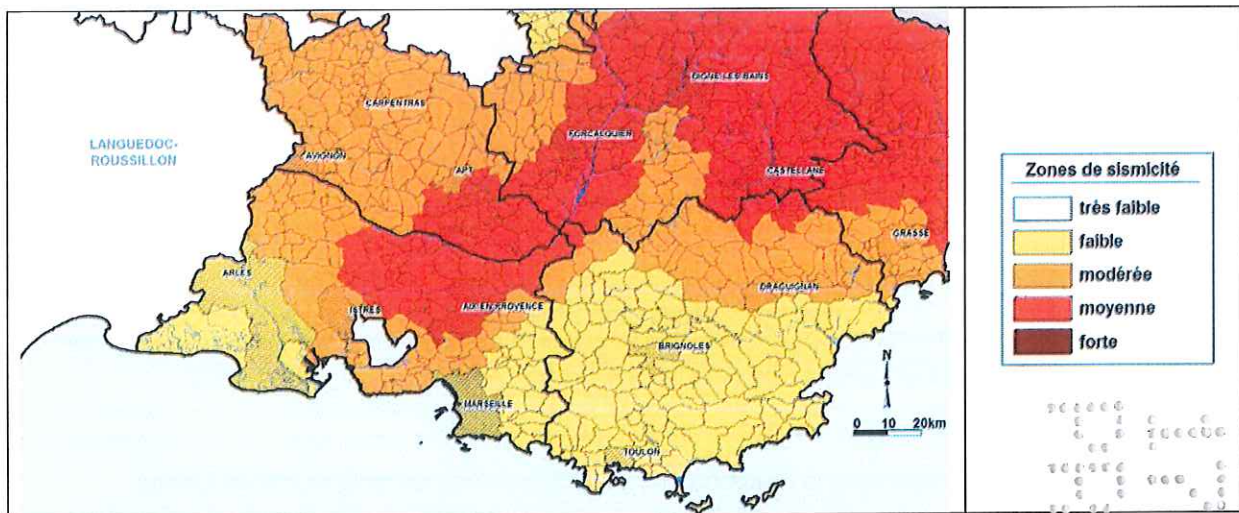 DIGNE LES BAINS
CARPENTRAS
FORCALQUIER
LANGUEDOC-
ROUSSILLON
AVIGNON
APT
CASTELLANE
GRASSE
ARLES
DRAGUIGNAN
ISTRES
AIX EN PROVENCE
BRIGNOLES
MARSEILLE
TOULON
N
0 10 20km
Zones de sismicité
très faible
faible
modérée
moyenne
forte